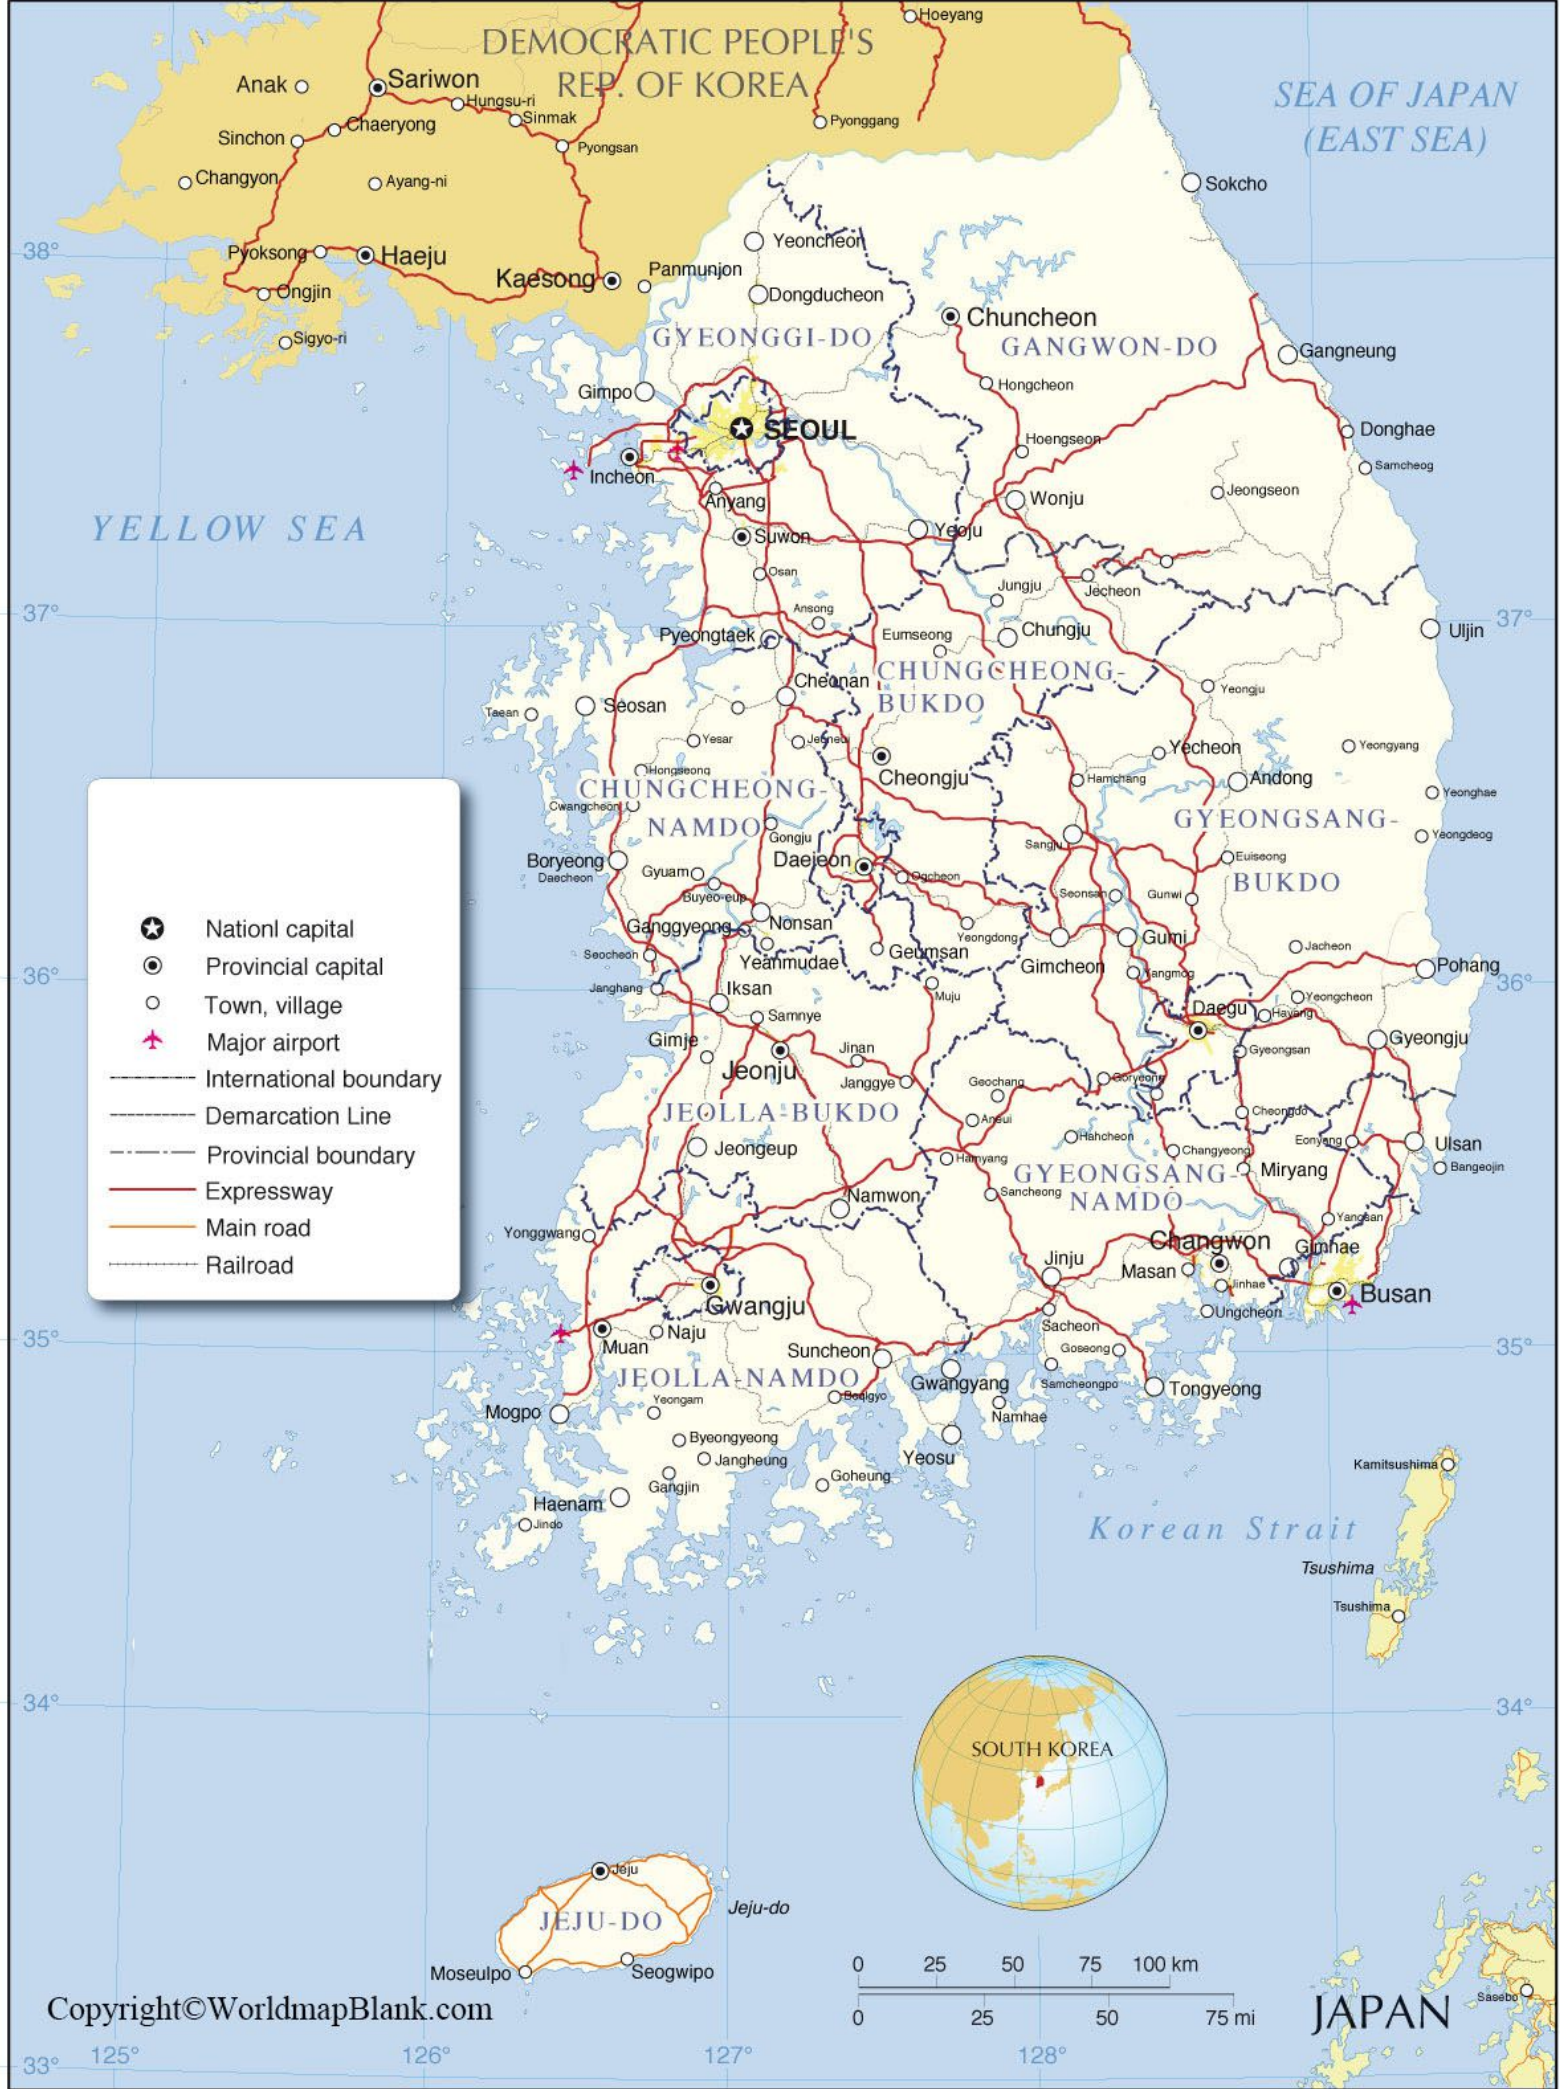 Hoeyang
DEMOCRATIC PEOPLE'S
REP. OF KOREA
SEA OF JAPAN
(EAST SEA)
Anak
Sariwon
Hungsu-ri
Sinmak
Chaeryong
Sinchon
Pyongsan
Pyonggang
Changyon
Ayang-ni
Sokcho
38°
Pyoksong
Haeju
Yeoncheon
Kaesong
Panmunjon
Ongjin
Dongducheon
Sigyo-ri
GYEONGGI-DO
Chuncheon
GANGWON-DO
Gangneung
Gimpo
Hongcheon
SEOUL
Hoengseon
Donghae
Samcheog
Incheon
Anyang
Wonju
Jeongseon
YELLOW SEA
Suwon
Yeoju
Osan
Jungju
Jecheon
37°
Ansong
37°
Pyeongtaek
Eumseong
Chungju
Uljin
CHUNGCHEONG-
BUKDO
Cheonan
Yeongju
Taean
Seosan
Yesar
Yecheon
Yeongyang
Hongseong
Cheongju
Hamchang
Andong
CHUNGCHEONG-
NAMDO
Cwangcheon
Yeonghae
GYEONGSANG-
BUKDO
Gongju
Sangju
Yeongdeog
Boryeong
Daecheon
Daejeon
Euiseong
Gyuam
Ogcheon
Buyeo-eup
Seonsan
Gunwi
Ganggyeong
Nonsan
Yeongdong
Gumi
Seocheon
Yeanmudae
Geumsan
Gimcheon
Jacheon
Pohang
36°
Janghang
Iksan
Muju
Yangmog
36°
Samnye
Daegu
Yeongcheon
Hayang
Gimje
Jeonju
Jinan
Gyeongsan
Gyeongju
Janggye
Geochang
Goryeong
JEOLLA-BUKDO
Aneui
Cheongdo
Jeongeup
Hahcheon
Changyeong
Eonyang
Ulsan
Hamyang
Miryang
Bangeojin
GYEONGSANG-
NAMDO
Namwon
Sancheong
Yangsan
Yonggwang
Changwon
Gimhae
Jinju
Masan
Jinhae
Busan
Gwangju
Ungcheon
Naju
Muan
Sacheon
35°
Suncheon
Goseong
35°
JEOLLA-NAMDO
Gwangyang
Samcheongpo
Tongyeong
Beolgyo
Mogpo
Yeongam
Namhae
Byeongyeong
Jangheung
Yeosu
Gangjin
Goheung
Haenam
Jindo
Kamitsushima
Korean Strait
Tsushima
Tsushima
Nationl capital
Provincial capital
Town, village
Major airport
International boundary
Demarcation Line
Provincial boundary
Expressway
Main road
Railroad
34°
34°
SOUTH KOREA
Jeju
JEJU-DO
Jeju-do
Moseulpo
Seogwipo
0 25 50 75 100 km
0 25 50 75 mi
Copyright©WorldmapBlank.com
JAPAN
Sasebo
33°
125°
126°
127°
128°